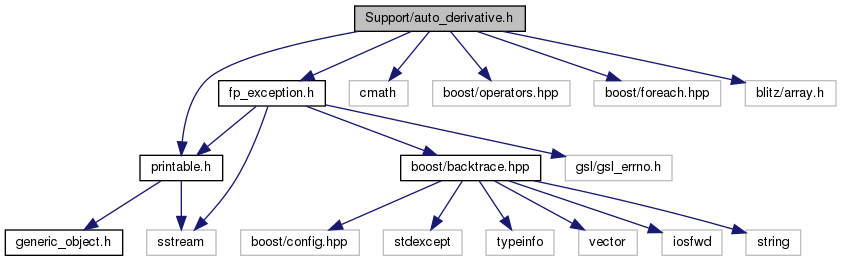 Support/auto_derivative.h
fp_exception.h
cmath
boost/operators.hpp
boost/foreach.hpp
blitz/array.h
printable.h
boost/backtrace.hpp
gsl/gsl_errno.h
generic_object.h
sstream
boost/config.hpp
stdexcept
typeinfo
vector
iosfwd
string